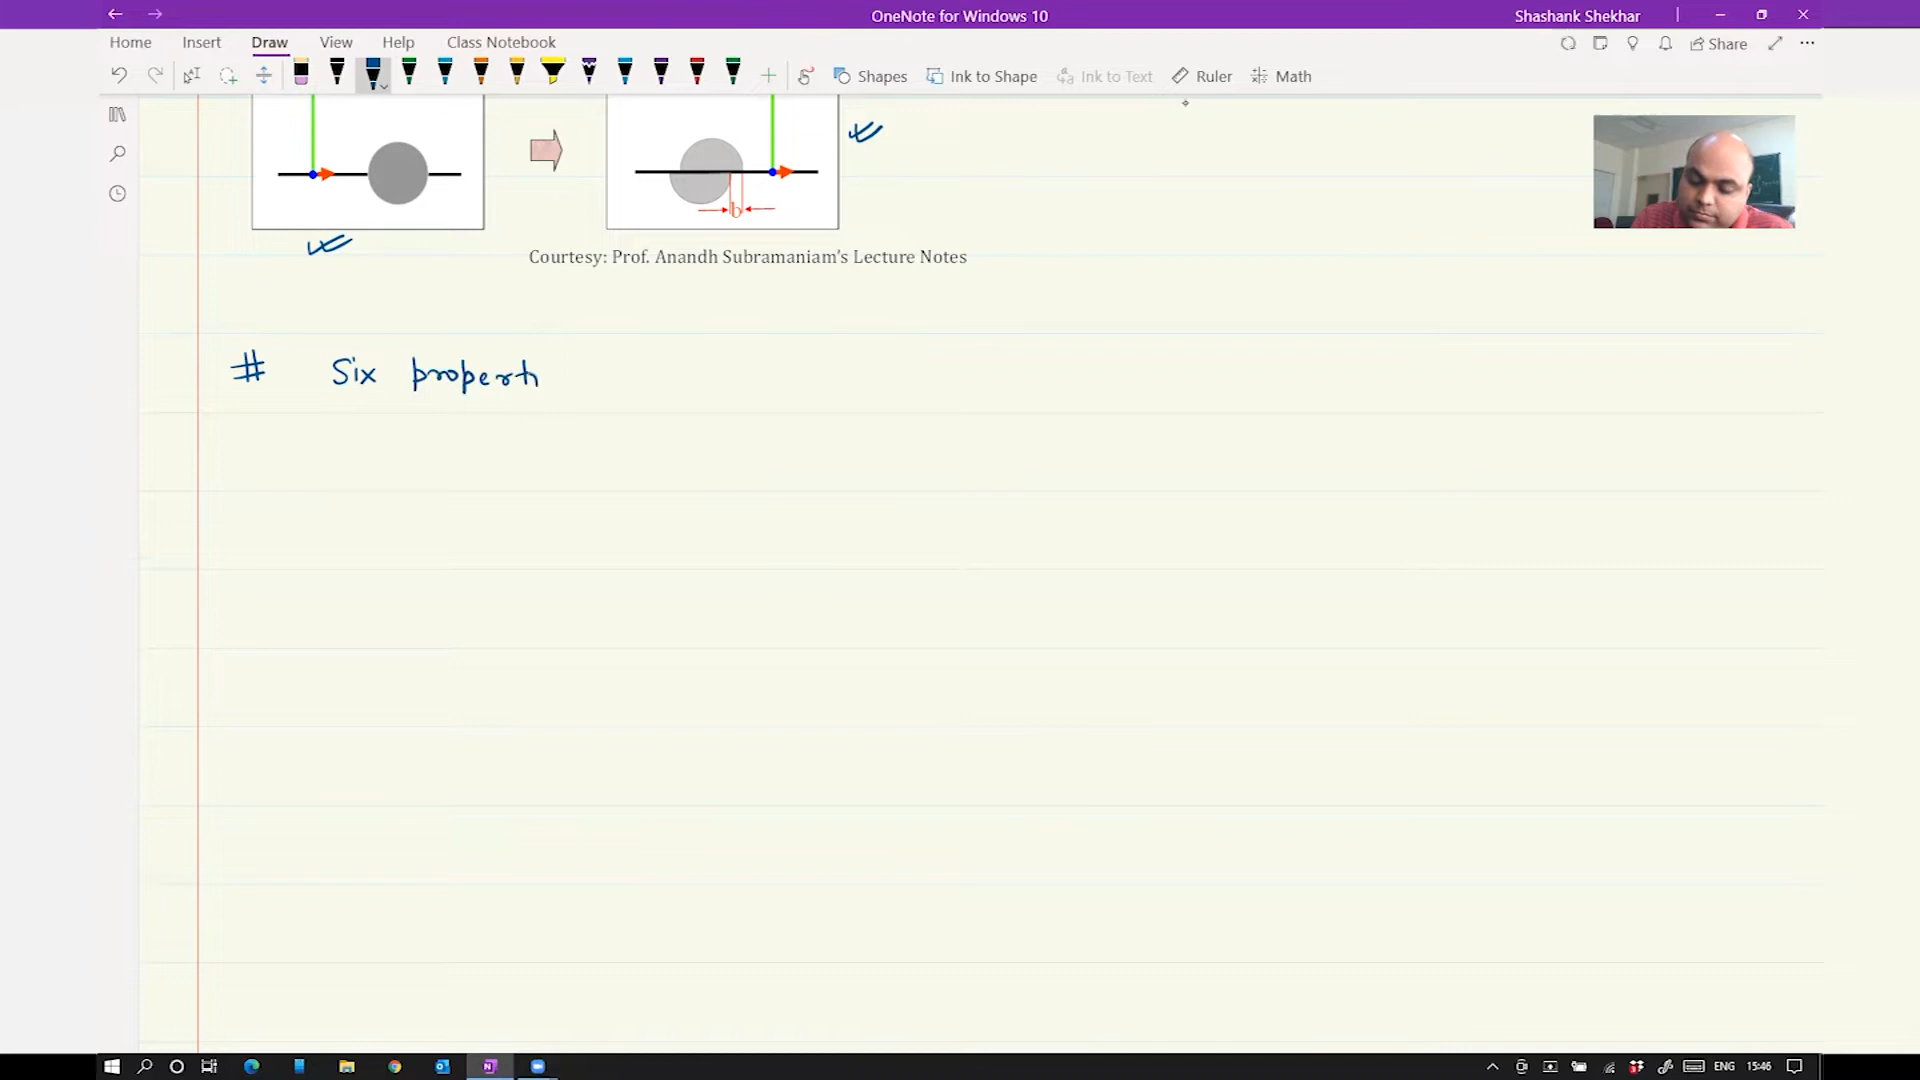 OneNote for Windows 10
Shashank Shekhar
Home Insert Draw View Help Class Notebook
Share
Shapes Ink to Shape Ink to Text Ruler Math
b
Courtesy: Prof. Anandh Subramaniam's Lecture Notes
# Six propert
ENG 15:46